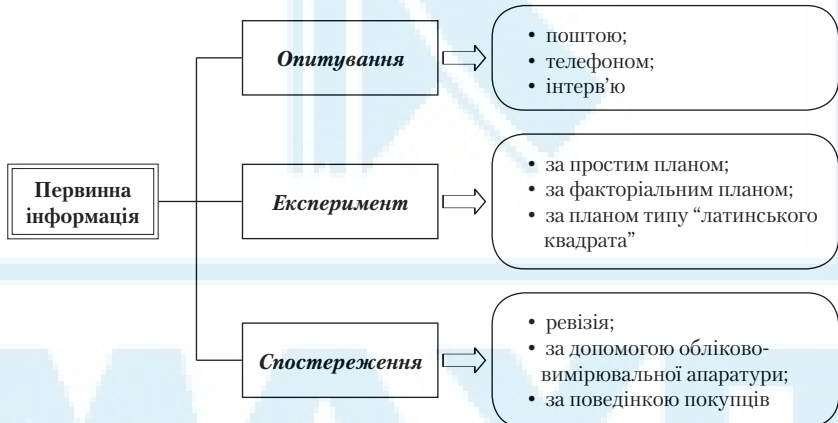 Опитування
• поштою;
• телефоном;
• інтерв’ю
Первинна
інформація
Експеримент
• за простим планом;
• за факторіальним планом;
• за планом типу “латинського
квадрата”
Спостереження
• ревізія;
• за допомогою обліково-
вимірювальної апаратури;
• за поведінкою покупців